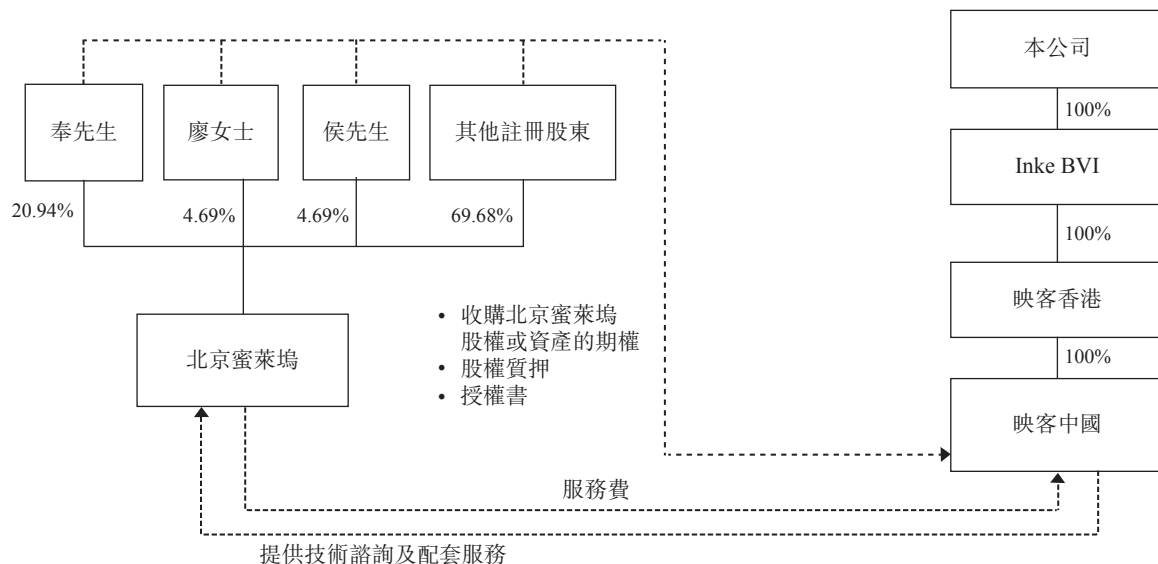 本公司
100%
奉先生
廖女士
侯先生
其他註冊股東
Inke BVI
20.94%
4.69%
4.69%
69.68%
100%
映客香港
北京蜜萊塢
• 收購北京蜜萊塢
股權或資產的期權
• 股權質押
• 授權書
100%
映客中國
服務費
提供技術諮詢及配套服務